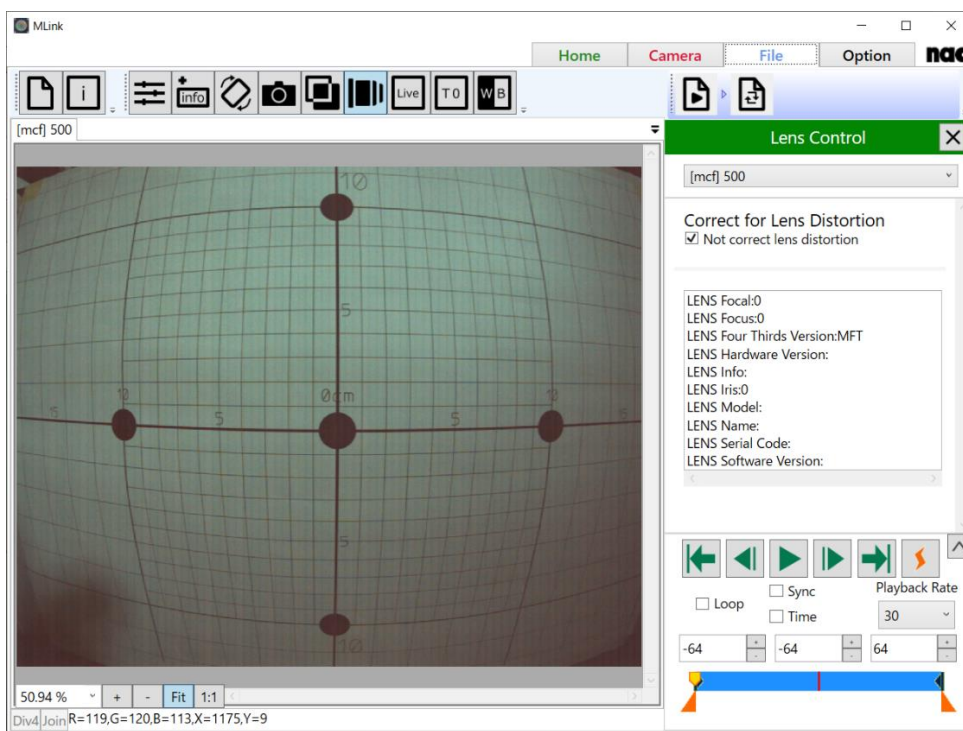 MLink
Home Camera File Option nac
i info Live T0 WB
[mcf] 500
Lens Control
[mcf] 500
Correct for Lens Distortion
Not correct lens distortion
LENS Focal:0
LENS Focus:0
LENS Four Thirds Version:MFT
LENS Hardware Version:
LENS Info:
LENS Iris:0
LENS Model:
LENS Name:
LENS Serial Code:
LENS Software Version:
10
5
15 10 5 0cm 5 10 15
5
10
Loop
Sync
Time
Playback Rate
30
-64 -64 64
50.94 % + - Fit 1:1
Div4 Join R=119,G=120,B=113,X=1175,Y=9